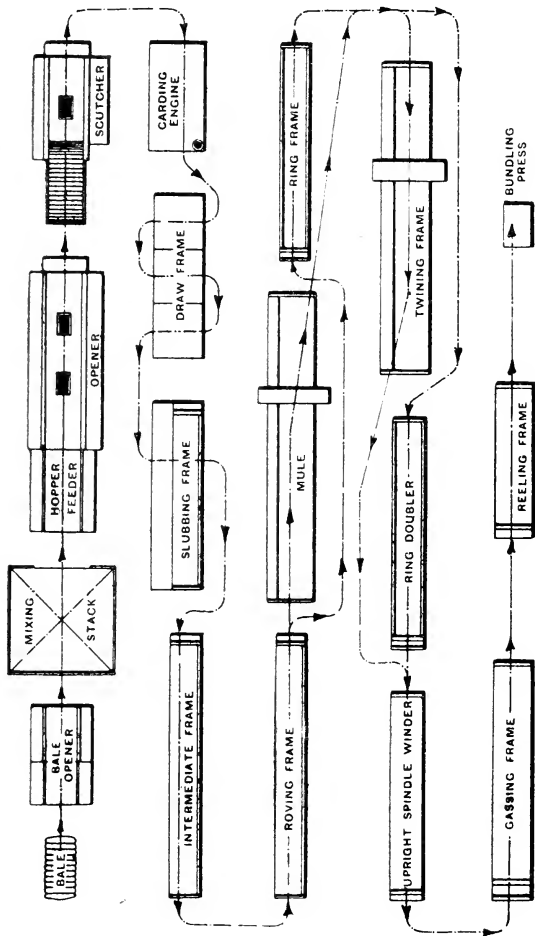 BALE
BALE
OPENER
MIXING
STACK
HOPPER
FEEDER
OPENER
SCUTCHER
CARDING
ENGINE
DRAW FRAME
SLUBBING FRAME
INTERMEDIATE FRAME
ROVING FRAME
MULE
RING FRAME
TWINING FRAME
RING DOUBLER
UPRIGHT SPINDLE WINDER
GASSING FRAME
REELING FRAME
BUNDLING
PRESS